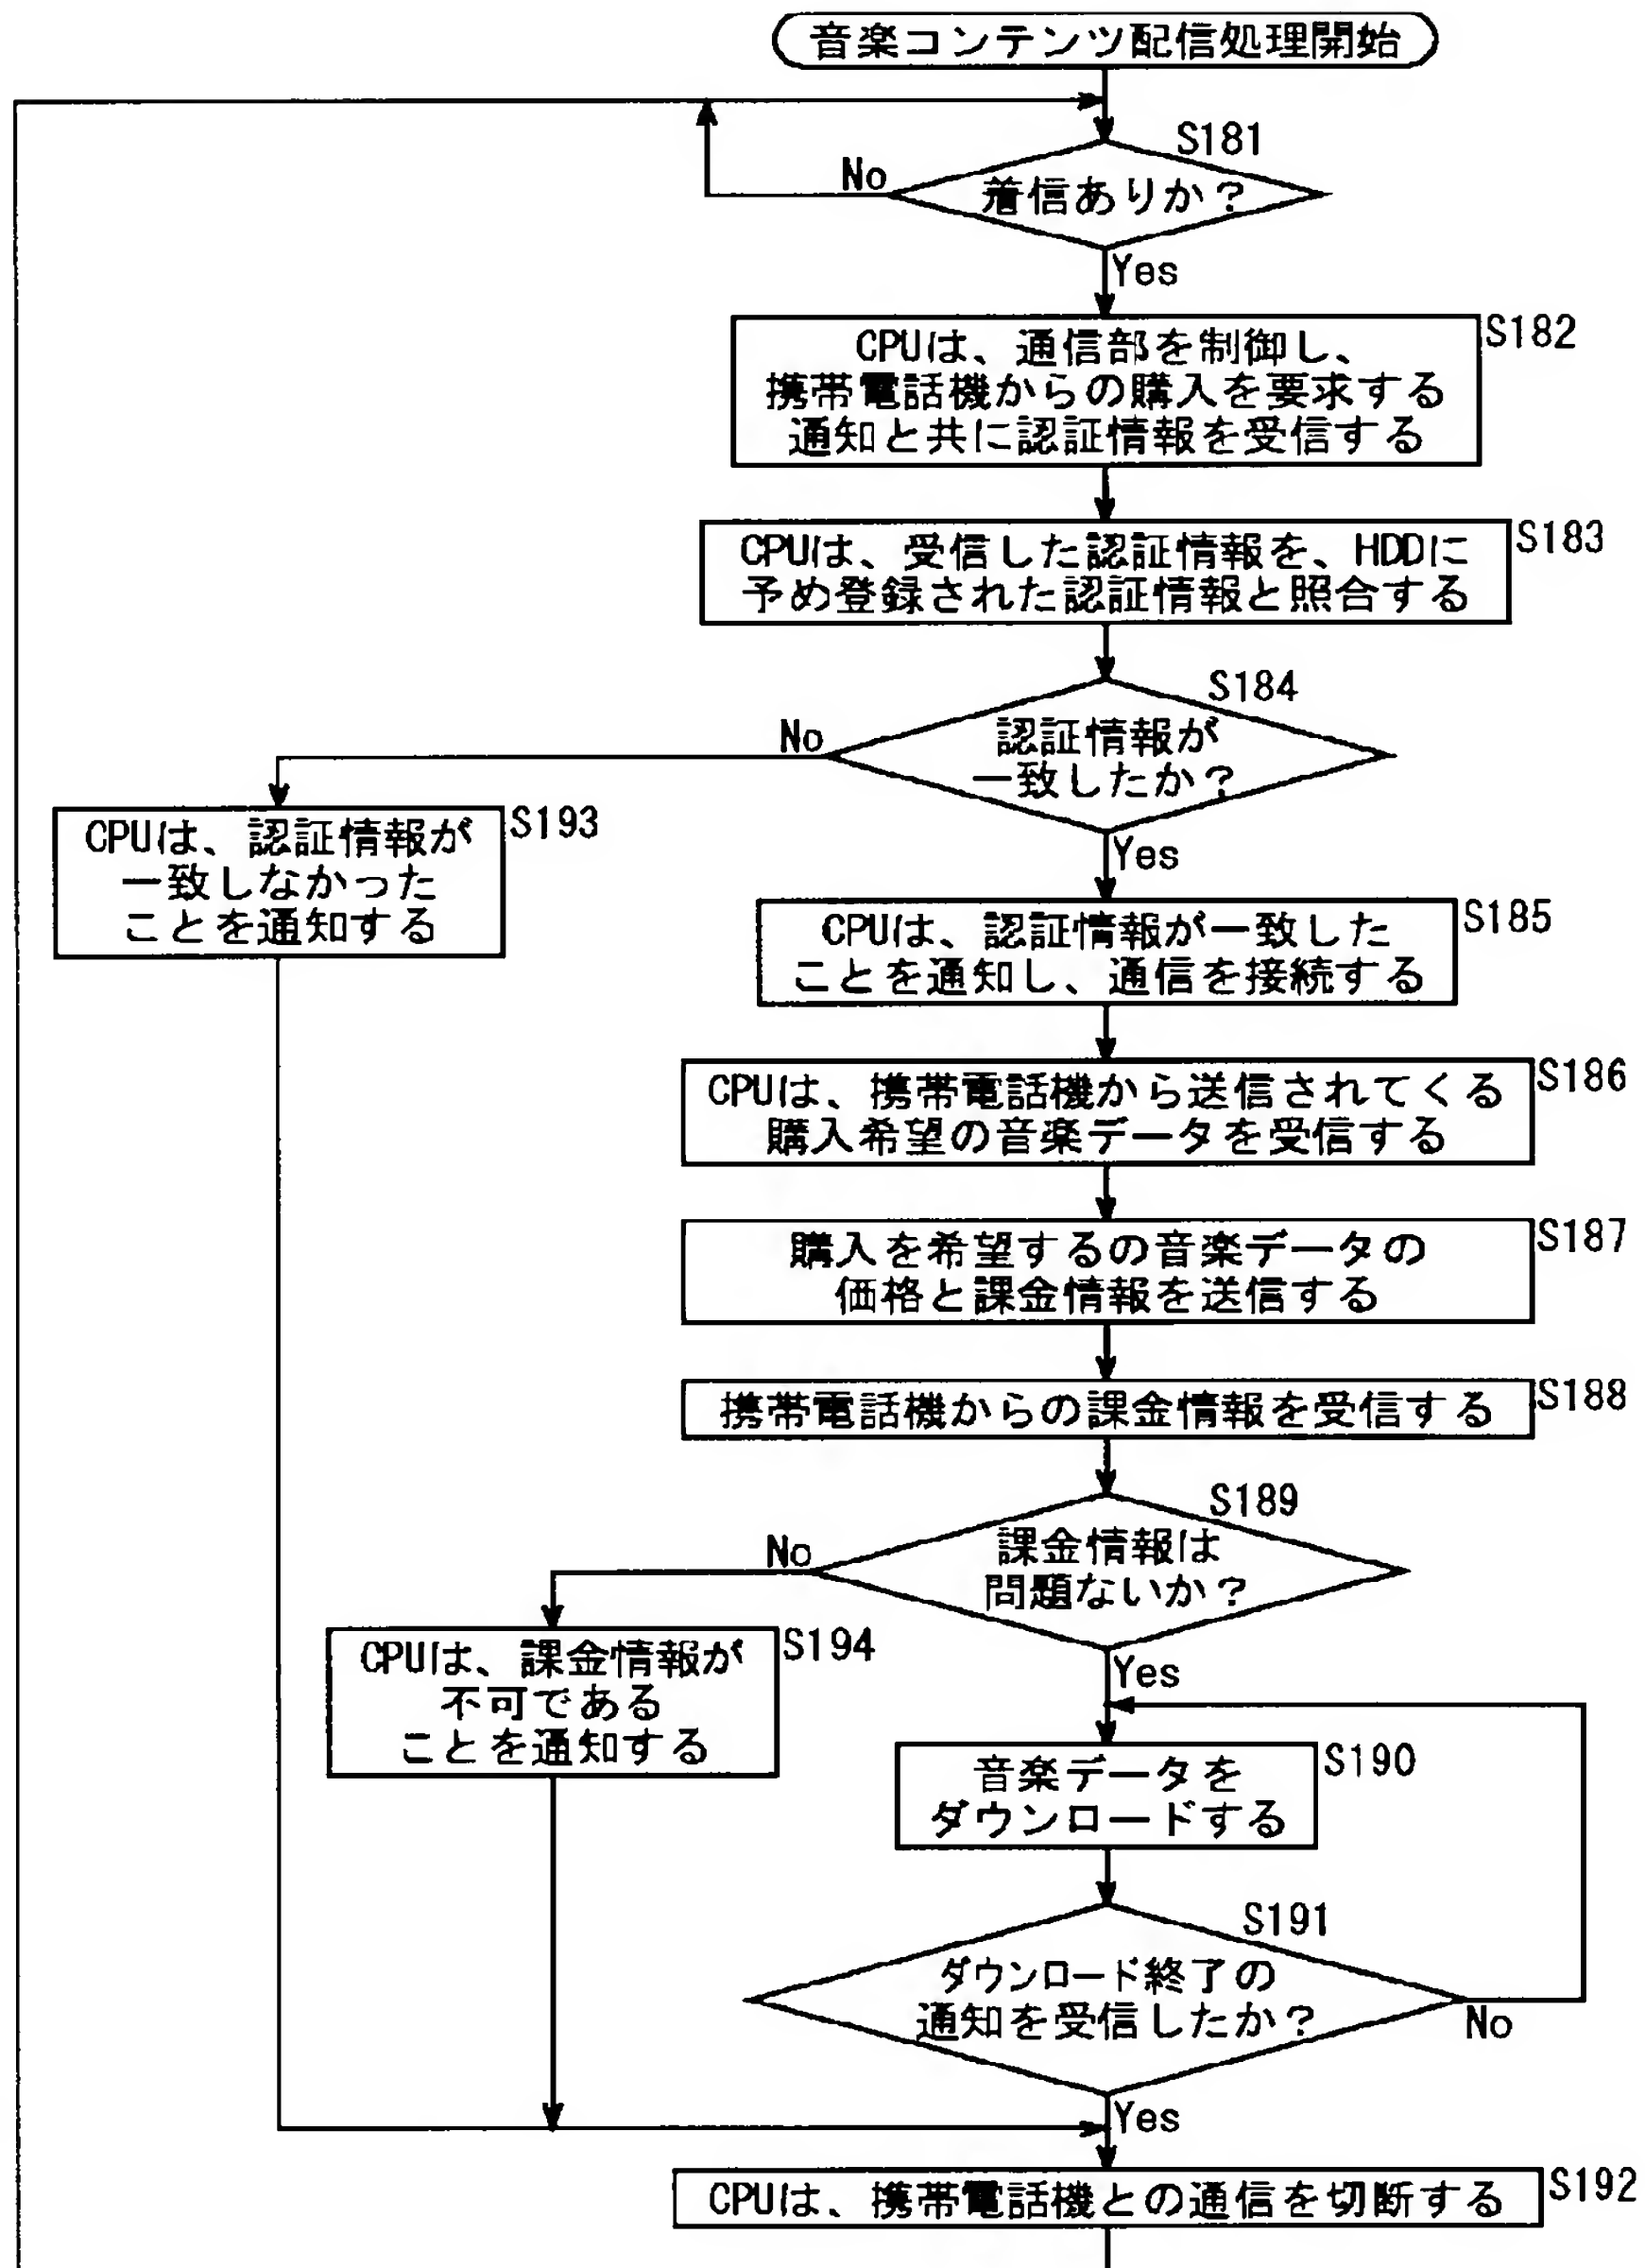 音楽コンテンツ配信処理開始
S181
No
着信ありか?
Yes
S182
CPUは、通信部を制御し、
携帯電話機からの購入を要求する
通知と共に認証情報を受信する
S183
CPUは、受信した認証情報を、HDDに
予め登録された認証情報と照合する
S184
No
認証情報が
一致したか?
Yes
S193
CPUは、認証情報が
一致しなかった
ことを通知する
S185
CPUは、認証情報が一致した
ことを通知し、通信を接続する
S186
CPUは、携帯電話機から送信されてくる
購入希望の音楽データを受信する
S187
購入を希望するの音楽データの
価格と課金情報を送信する
S188
携帯電話機からの課金情報を受信する
S189
No
課金情報は
問題ないか?
Yes
S194
CPUは、課金情報が
不可である
ことを通知する
S190
音楽データを
ダウンロードする
S191
ダウンロード終了の
通知を受信したか?
No
Yes
S192
CPUは、携帯電話機との通信を切断する